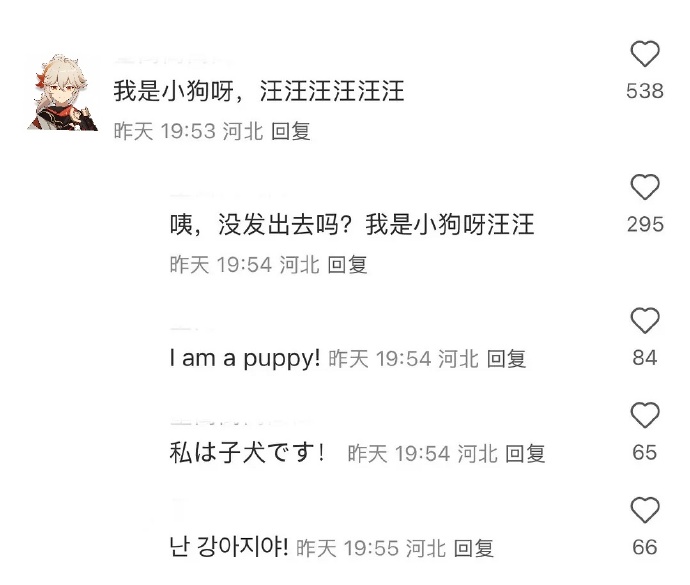 我是小狗呀，汪汪汪汪汪汪
538
昨天 19:53 河北 回复
咦，没发出去吗？我是小狗呀汪汪
295
昨天 19:54 河北 回复
I am a puppy! 昨天 19:54 河北 回复
84
私は子犬です！ 昨天 19:54 河北 回复
65
난 강아지야! 昨天 19:55 河北 回复
66